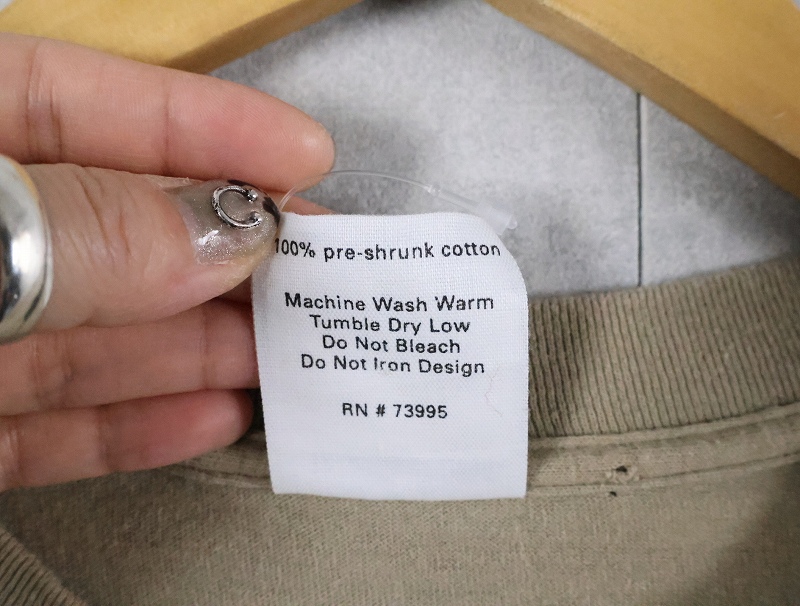 100% pre-shrunk cotton
Machine Wash Warm
Tumble Dry Low
Do Not Bleach
Do Not Iron Design
RN # 73995